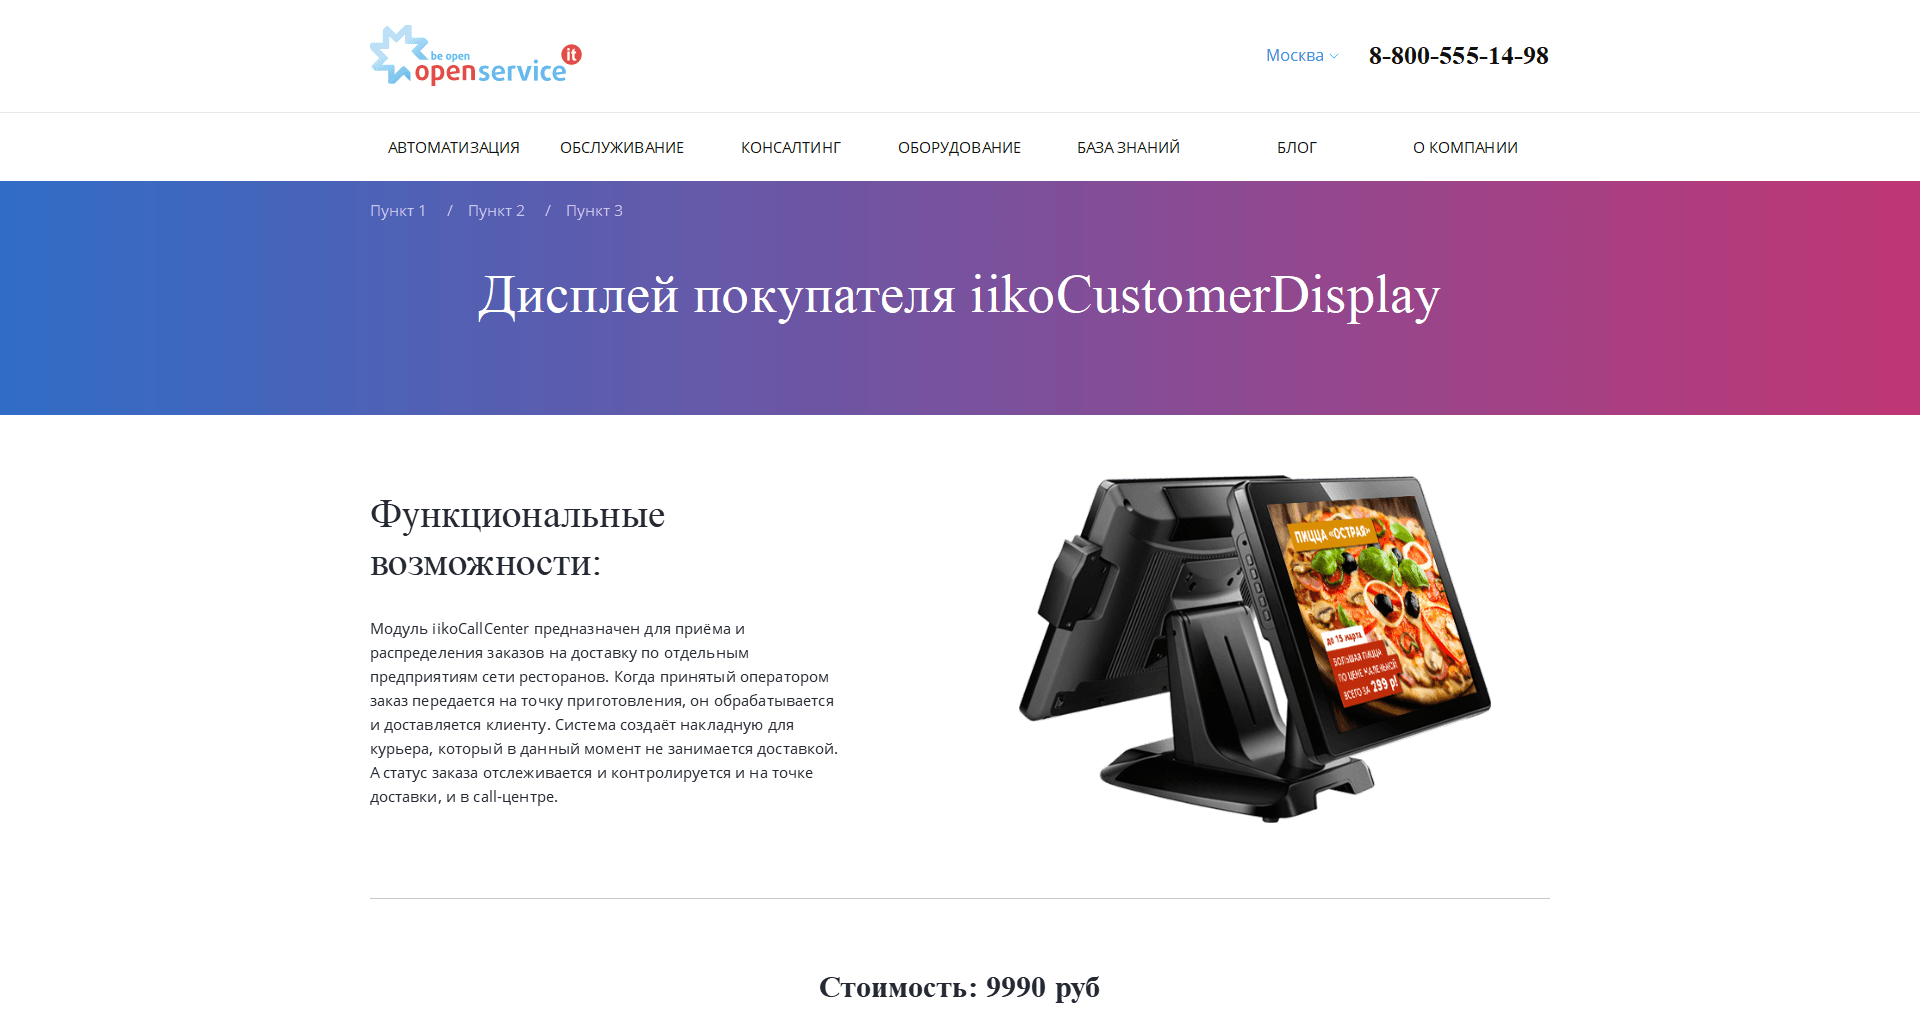 be open
openservice it
Москва
8-800-555-14-98
АВТОМАТИЗАЦИЯ ОБСЛУЖИВАНИЕ КОНСАЛТИНГ ОБОРУДОВАНИЕ БАЗА ЗНАНИЙ БЛОГ О КОМПАНИИ
Пункт 1 / Пункт 2 / Пункт 3
Дисплей покупателя iikoCustomerDisplay
Функциональные
возможности:
Модуль iikoCallCenter предназначен для приёма и
распределения заказов на доставку по отдельным
предприятиям сети ресторанов. Когда принятый оператором
заказ передается на точку приготовления, он обрабатывается
и доставляется клиенту. Система создаёт накладную для
курьера, который в данный момент не занимается доставкой.
А статус заказа отслеживается и контролируется и на точке
доставки, и в call-центре.
ПИЦЦА «ОСТРАЯ»
до 15 марта
БОЛЬШАЯ ПИЦЦА
ПО ЦЕНЕ МАЛЕНЬКОЙ
ВСЕГО ЗА 299 р!
Стоимость: 9990 руб